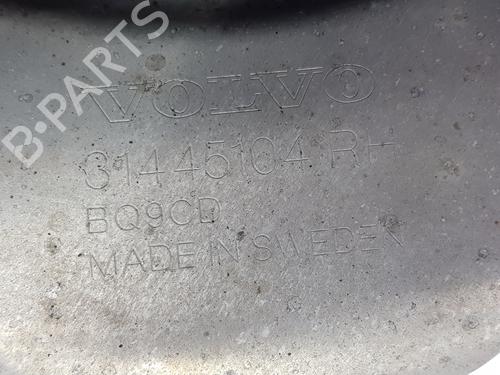 VOLVO
31445104 RH
BQ9CD
MADE IN SWEDEN
B-PARTS